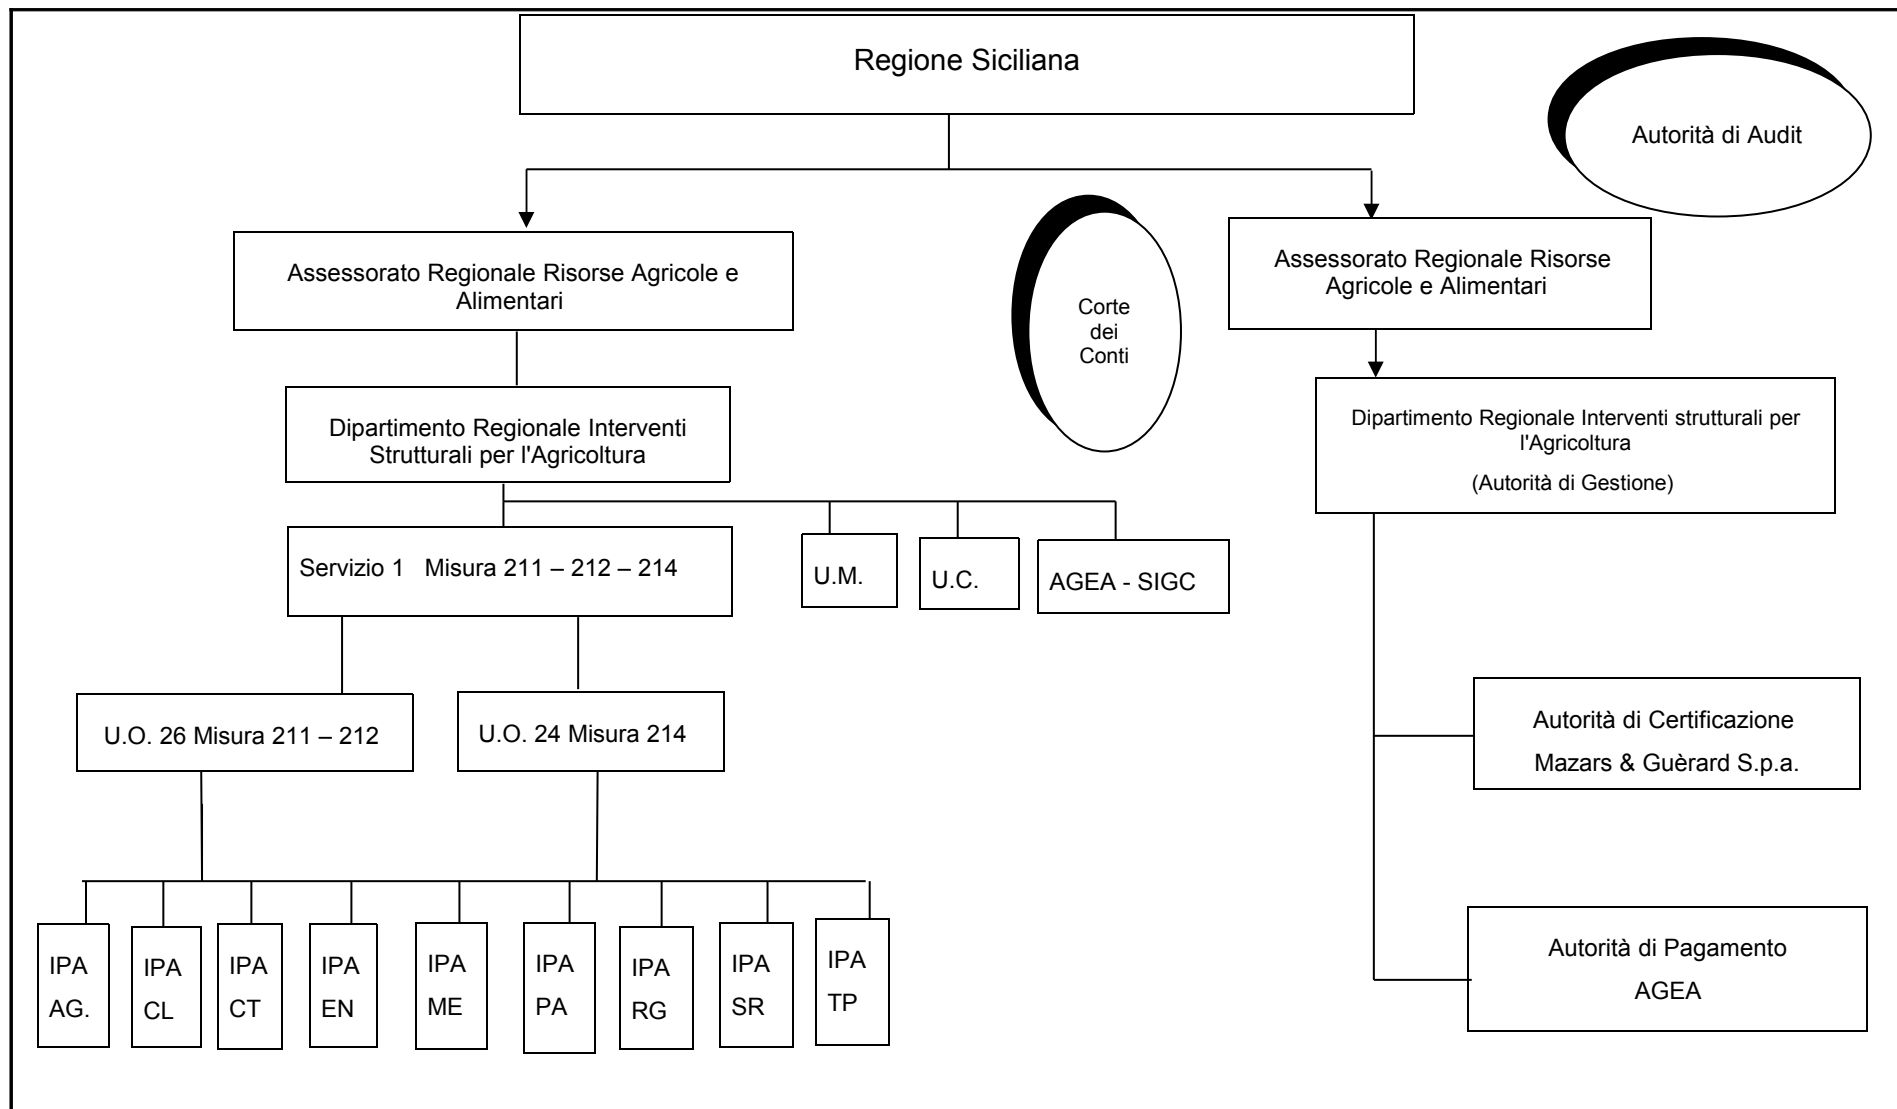 Regione Siciliana
Autorità di Audit
Assessorato Regionale Risorse Agricole e
Alimentari
Corte
dei
Conti
Assessorato Regionale Risorse
Agricole e Alimentari
Dipartimento Regionale Interventi
Strutturali per l'Agricoltura
Dipartimento Regionale Interventi strutturali per
l'Agricoltura
(Autorità di Gestione)
Servizio 1 Misura 211 – 212 – 214
U.M.
U.C.
AGEA - SIGC
U.O. 26 Misura 211 – 212
U.O. 24 Misura 214
Autorità di Certificazione
Mazars & Guèrard S.p.a.
IPA
AG.
IPA
CL
IPA
CT
IPA
EN
IPA
ME
IPA
PA
IPA
RG
IPA
SR
IPA
TP
Autorità di Pagamento
AGEA